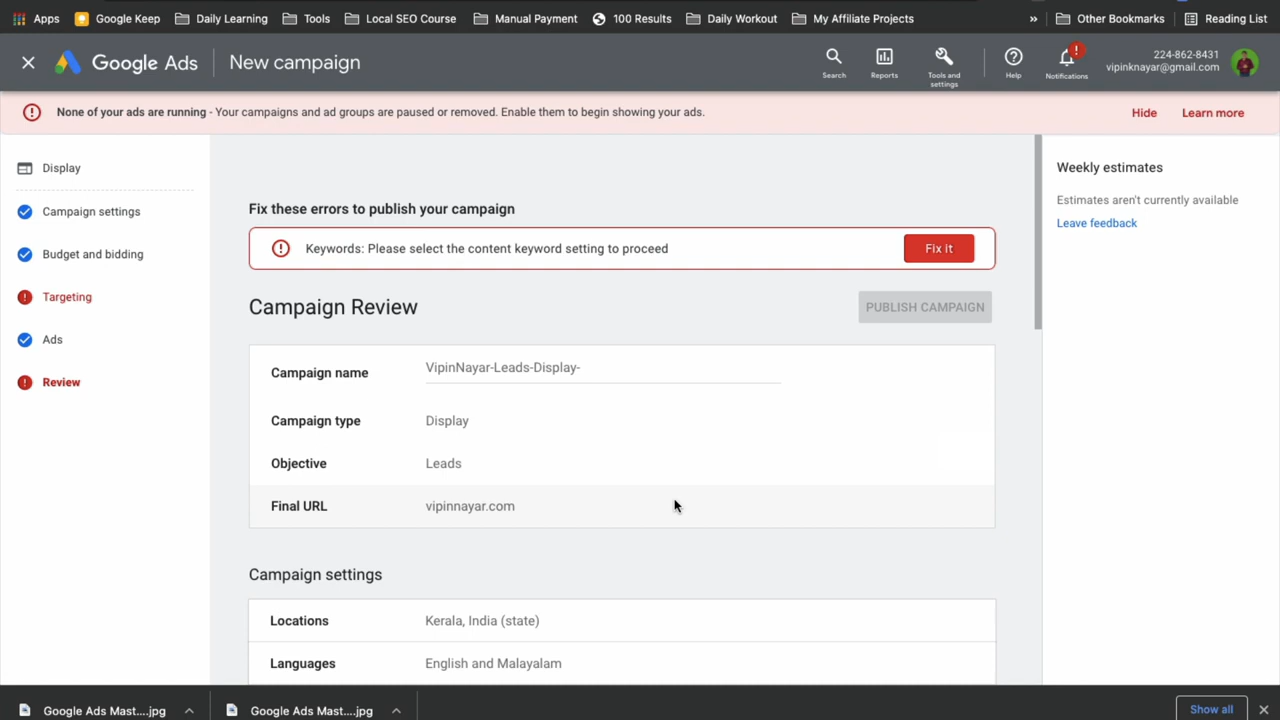 Apps Google Keep Daily Learning Tools Local SEO Course Manual Payment 100 Results Daily Workout My Affiliate Projects » Other Bookmarks Reading List
Google Ads New campaign
Search
Reports
Tools and settings
Help
Notifications
224-862-8431
vipinknayar@gmail.com
None of your ads are running - Your campaigns and ad groups are paused or removed. Enable them to begin showing your ads. Hide Learn more
Display
Campaign settings
Budget and bidding
Targeting
Ads
Review
Fix these errors to publish your campaign
Keywords: Please select the content keyword setting to proceed Fix it
Campaign Review PUBLISH CAMPAIGN
Campaign name VipinNayar-Leads-Display-
Campaign type Display
Objective Leads
Final URL vipinnayar.com
Campaign settings
Locations Kerala, India (state)
Languages English and Malayalam
Weekly estimates
Estimates aren't currently available
Leave feedback
Google Ads Mast....jpg Google Ads Mast....jpg Show all